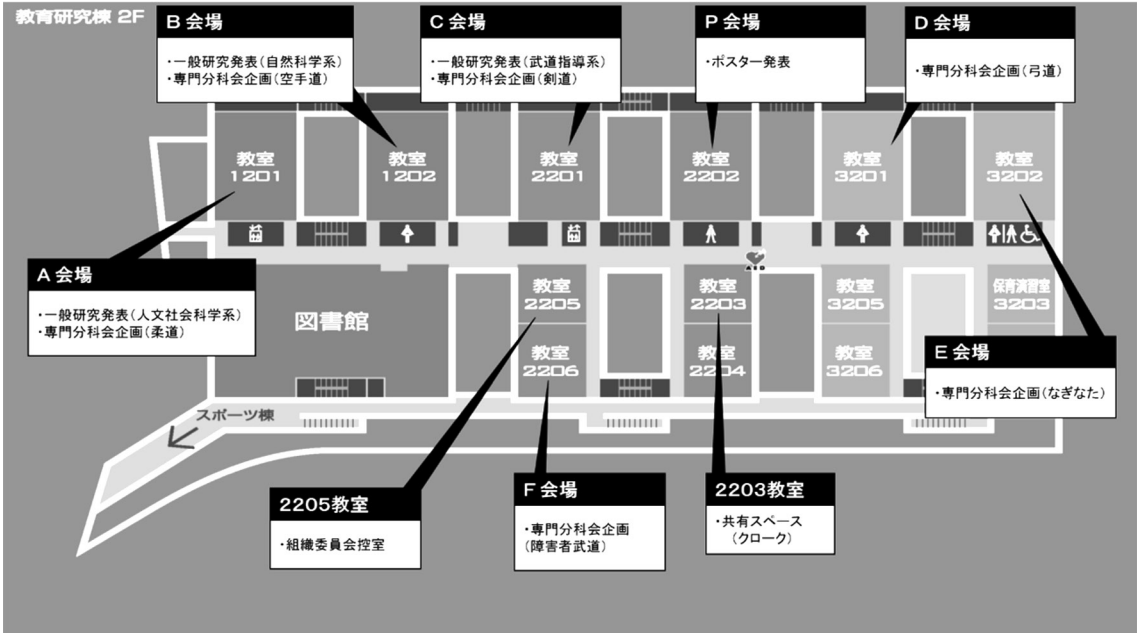 教育研究棟 2F
B 会場
・一般研究発表(自然科学系)
・専門分科会企画(空手道)
C 会場
・一般研究発表(武道指導系)
・専門分科会企画(剣道)
P 会場
・ポスター発表
D 会場
・専門分科会企画(弓道)
教室
1201
教室
1202
教室
2201
教室
2202
教室
3201
教室
3202
A 会場
・一般研究発表(人文社会科学系)
・専門分科会企画(柔道)
AED
図書館
教室
2205
教室
2203
教室
3205
保育演習室
3203
教室
2206
教室
2204
教室
3206
E 会場
・専門分科会企画(なぎなた)
スポーツ棟
2205教室
・組織委員会控室
F 会場
・専門分科会企画
(障害者武道)
2203教室
・共有スペース
(クローク)